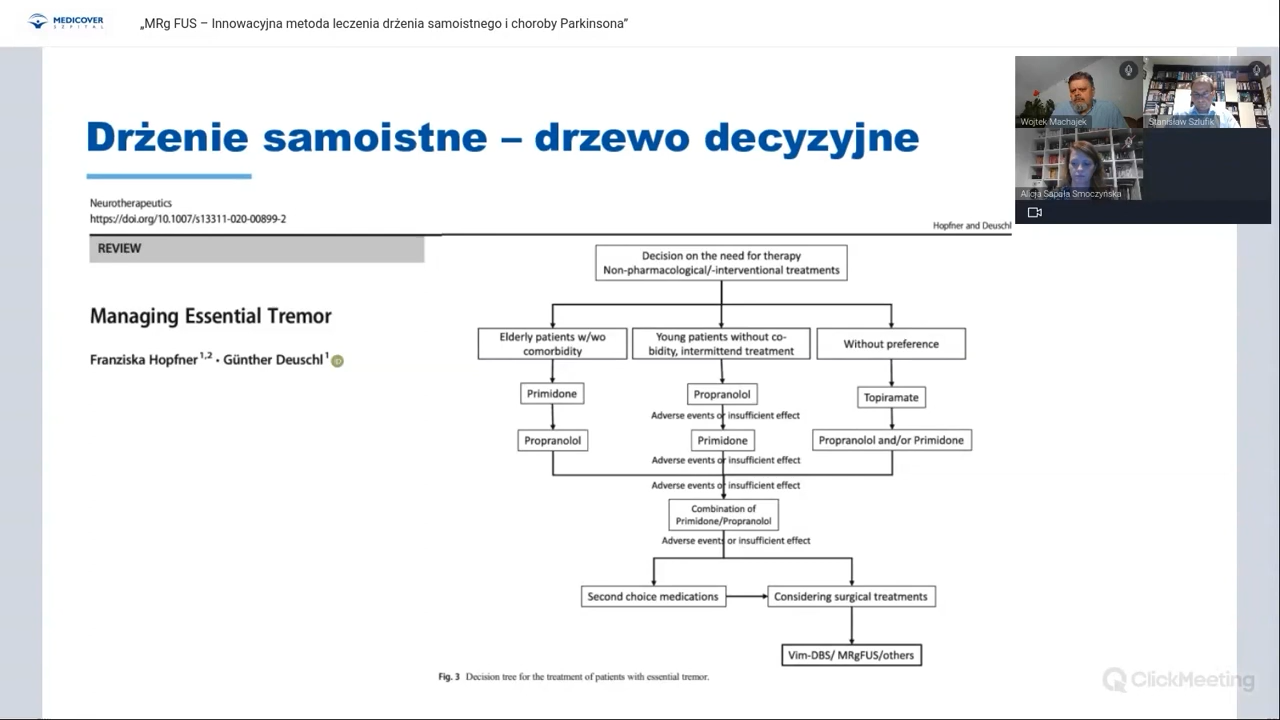 MEDICOVER
SZPITAL
„MRg FUS – Innowacyjna metoda leczenia drżenia samoistnego i choroby Parkinsona”
Wojtek Machajek
Stanisław Szlufik
Alicja Sapała Smoczyńska
Drżenie samoistne – drzewo decyzyjne
Neurotherapeutics
https://doi.org/10.1007/s13311-020-00899-2
REVIEW
Managing Essential Tremor
Franziska Hopfner 1,2 · Günther Deuschl 1
Hopfner and Deuschl
Decision on the need for therapy
Non-pharmacological/-interventional treatments
Elderly patients w/wo
comorbidity
Young patients without co-
bidity, intermittend treatment
Without preference
Primidone
Propranolol
Topiramate
Adverse events or insufficient effect
Propranolol
Primidone
Propranolol and/or Primidone
Adverse events or insufficient effect
Adverse events or insufficient effect
Combination of
Primidone/Propranolol
Adverse events or insufficient effect
Second choice medications
Considering surgical treatments
Vim-DBS/ MRgFUS/others
Fig. 3 Decision tree for the treatment of patients with essential tremor.
ClickMeeting